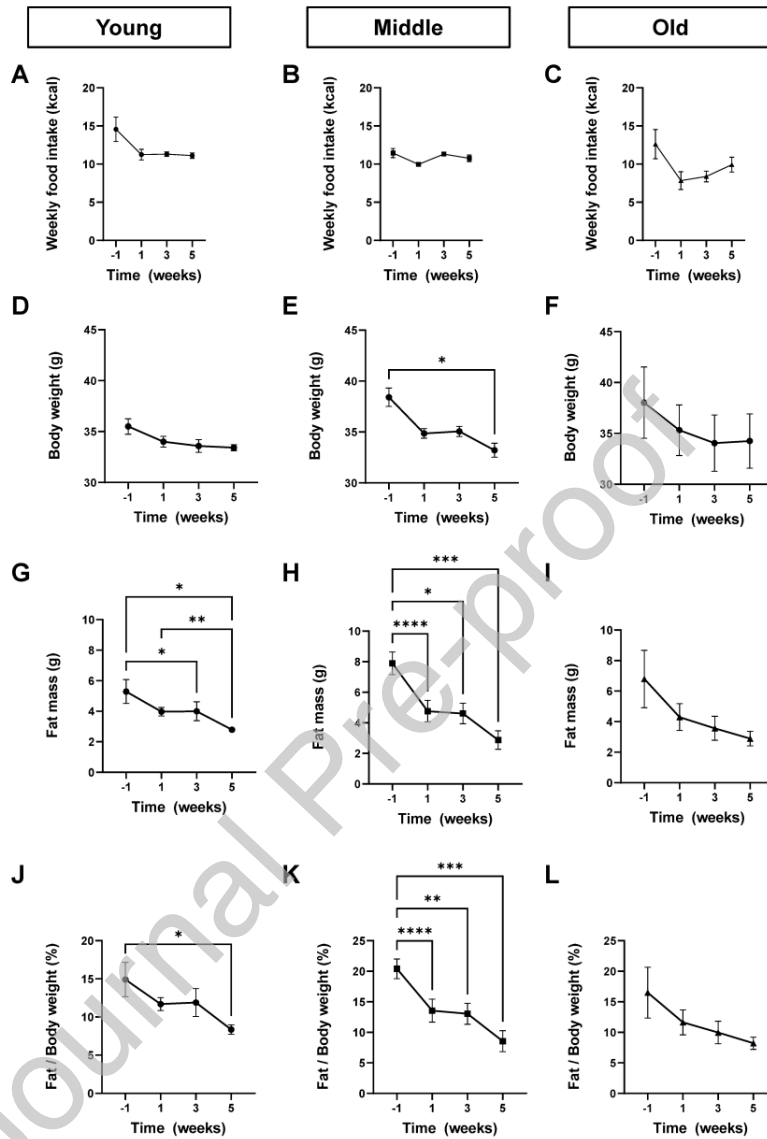 Young
Middle
Old
A
Weekly food intake (kcal)
20
15
10
5
0
-1 1 3 5
Time (weeks)
B
Weekly food intake (kcal)
20
15
10
5
0
-1 1 3 5
Time (weeks)
C
Weekly food intake (kcal)
20
15
10
5
0
-1 1 3 5
Time (weeks)
D
Body weight (g)
45
40
35
30
-1 1 3 5
Time (weeks)
E
Body weight (g)
45
40
35
30
*
-1 1 3 5
Time (weeks)
F
Body weight (g)
45
40
35
30
-1 1 3 5
Time (weeks)
G
Fat mass (g)
10
8
6
4
2
0
*
**
*
-1 1 3 5
Time (weeks)
H
Fat mass (g)
10
8
6
4
2
0
***
*
****
-1 1 3 5
Time (weeks)
I
Fat mass (g)
10
8
6
4
2
0
-1 1 3 5
Time (weeks)
J
Fat / Body weight (%)
20
15
10
5
0
*
-1 1 3 5
Time (weeks)
K
Fat / Body weight (%)
25
20
15
10
5
0
***
**
****
-1 1 3 5
Time (weeks)
L
Fat / Body weight (%)
25
20
15
10
5
0
-1 1 3 5
Time (weeks)
Journal Pre-proof